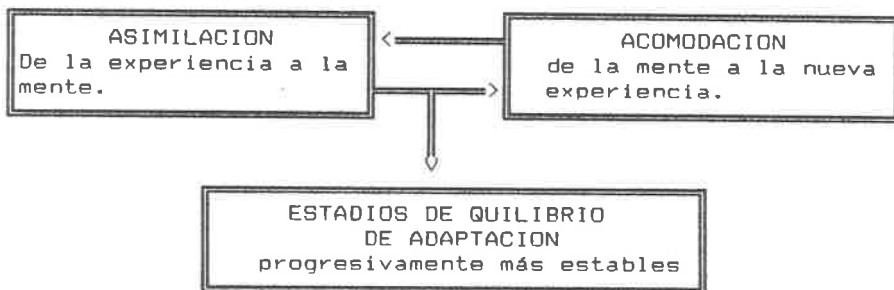 ASIMILACION
De la experiencia a la
mente.
ACOMODACION
de la mente a la nueva
experiencia.
ESTADIOS DE QUILIBRIO
DE ADAPTACION
progresivamente más estables